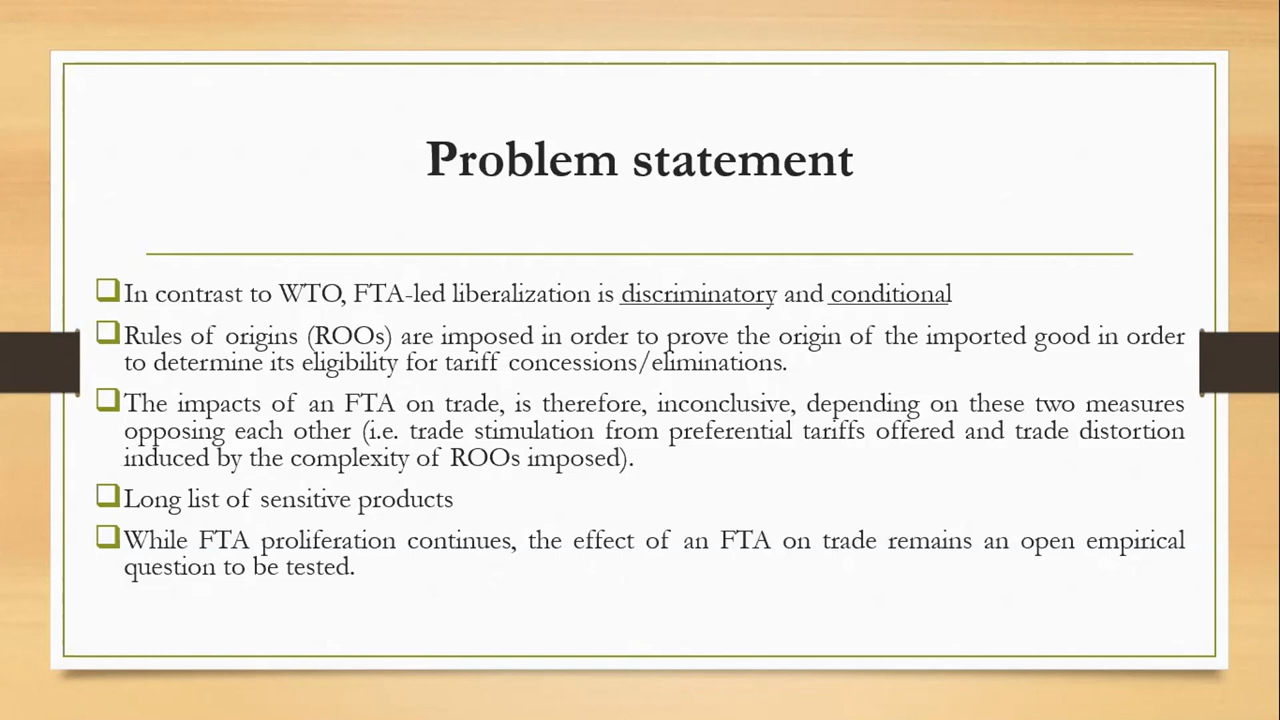 Problem statement
In contrast to WTO, FTA-led liberalization is discriminatory and conditional
Rules of origins (ROOs) are imposed in order to prove the origin of the imported good in order
to determine its eligibility for tariff concessions/eliminations.
The impacts of an FTA on trade, is therefore, inconclusive, depending on these two measures
opposing each other (i.e. trade stimulation from preferential tariffs offered and trade distortion
induced by the complexity of ROOs imposed).
Long list of sensitive products
While FTA proliferation continues, the effect of an FTA on trade remains an open empirical
question to be tested.